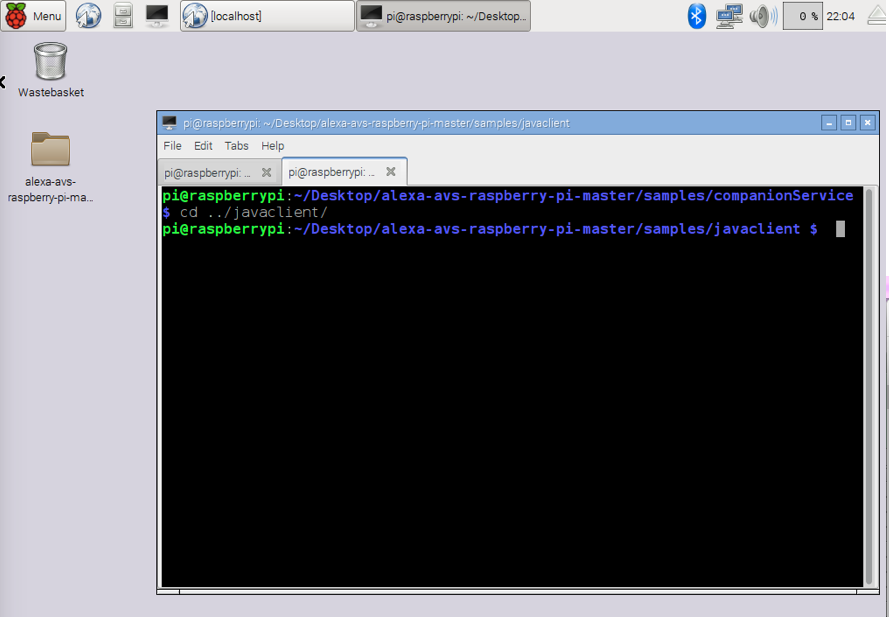 Menu
[localhost]
pi@raspberrypi: ~/Desktop...
0 %
22:04
Wastebasket
alexa-avs-
raspberry-pi-ma...
pi@raspberrypi: ~/Desktop/alexa-avs-raspberry-pi-master/samples/javaclient
File Edit Tabs Help
pi@raspberrypi: ...
pi@raspberrypi: ...
pi@raspberrypi:~/Desktop/alexa-avs-raspberry-pi-master/samples/companionService
$ cd ../javaclient/
pi@raspberrypi:~/Desktop/alexa-avs-raspberry-pi-master/samples/javaclient $